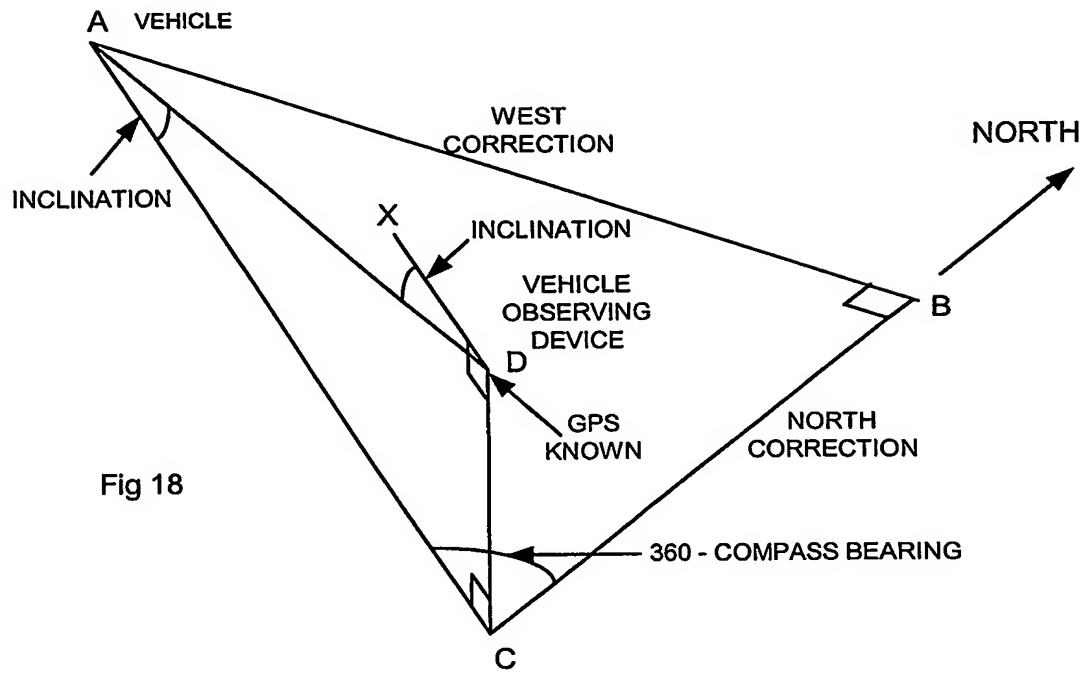 A VEHICLE
WEST
CORRECTION
NORTH
INCLINATION
X
INCLINATION
VEHICLE
OBSERVING
DEVICE
B
D
GPS
KNOWN
NORTH
CORRECTION
Fig 18
360 - COMPASS BEARING
C